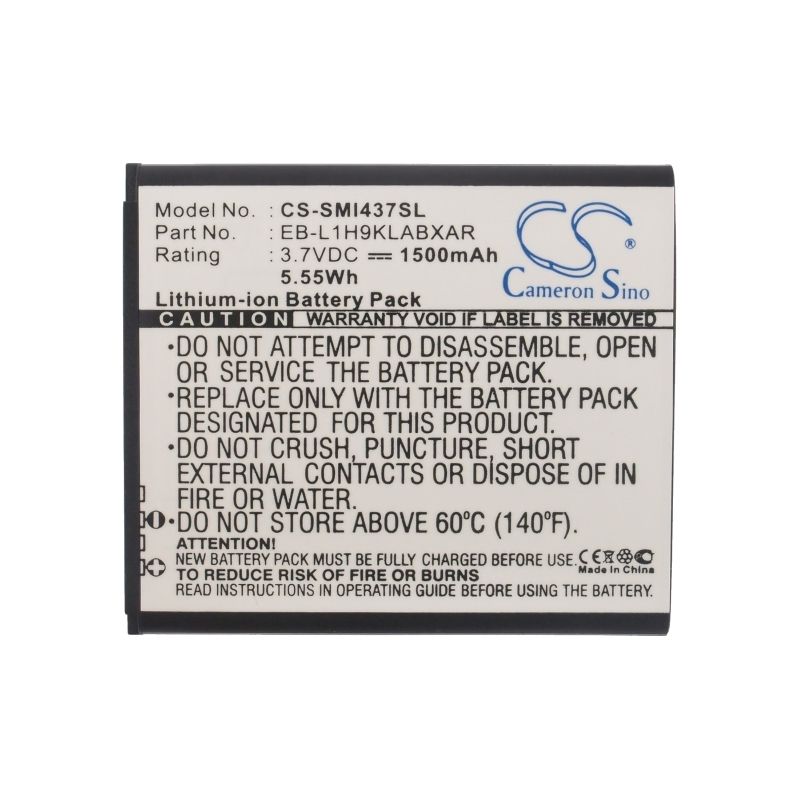 Model No. : CS-SMI437SL
Part No. : EB-L1H9KLABXAR
Rating : 3.7VDC 1500mAh
5.55Wh
Lithium-ion Battery Pack
CS ®
Cameron Sino
CAUTION WARRANTY VOID IF LABEL IS REMOVED
•DO NOT ATTEMPT TO DISASSEMBLE, OPEN
OR SERVICE THE BATTERY PACK.
•REPLACE ONLY WITH THE BATTERY PACK
DESIGNATED FOR THIS PRODUCT.
•DO NOT CRUSH, PUNCTURE, SHORT
EXTERNAL CONTACTS OR DISPOSE OF IN
FIRE OR WATER.
•DO NOT STORE ABOVE 60ºC (140ºF).
ATTENTION:
NEW BATTERY PACK MUST BE FULLY CHARGED BEFORE USE.
TO REDUCE RISK OF FIRE OR BURNS
READ INSTRUCTIONS IN OPERATING GUIDE BEFORE USING BATTERY.
CE
Made In China